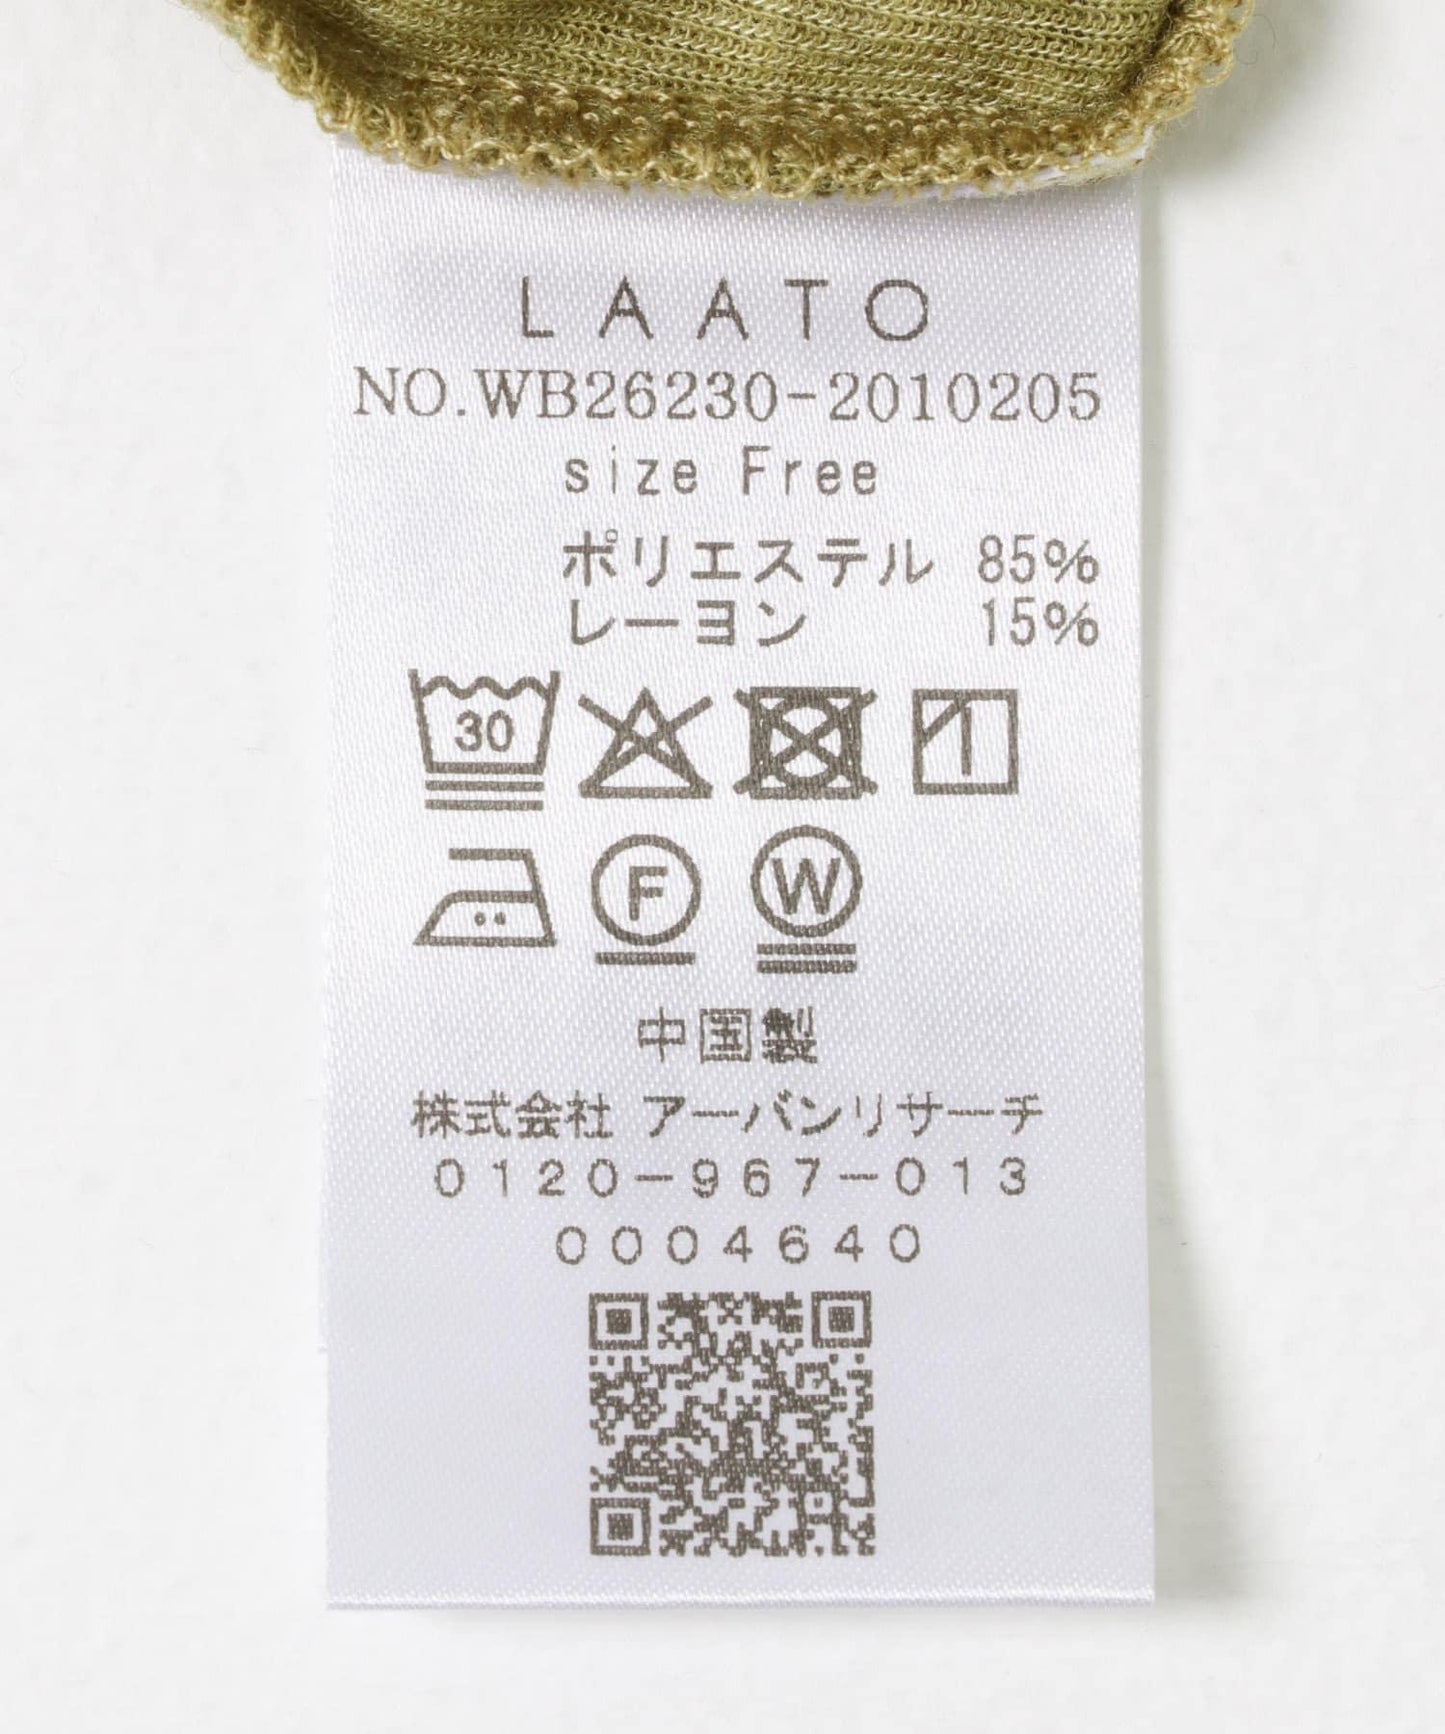 LAATO
NO.WB26230-2010205
size Free
ポリエステル 85%
レーヨン 15%
30
F W
中国製
株式会社 アーバンリサーチ
0120-967-013
0004640